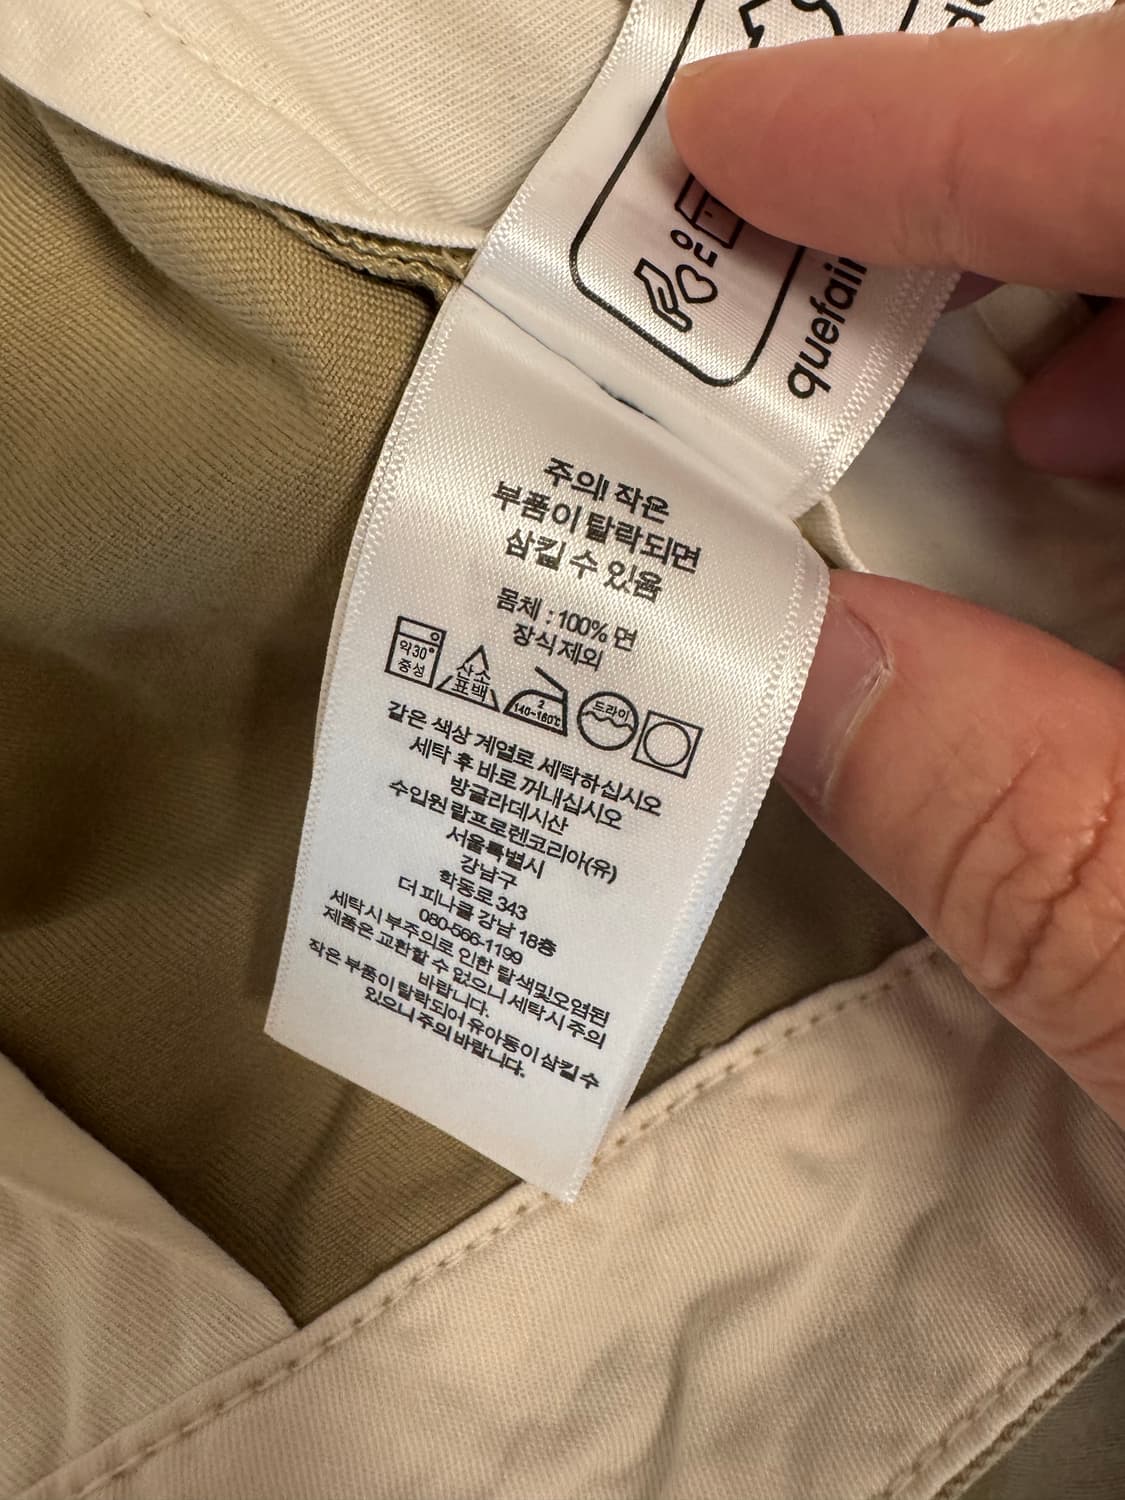 quefair
주의! 작은
부품이 탈락되면
삼킬 수 있음
몸체 : 100% 면
장식 제외
약30°
중성
산소
표백
2
140-160℃
드라이
같은 색상 계열로 세탁하십시오
세탁 후 바로 꺼내십시오
방글라데시산
수입원 랄프로렌코리아(유)
서울특별시
강남구
학동로 343
더 피나클 강남 18층
080-566-1199
세탁시 부주의로 인한 탈색및오염된
제품은 교환할 수 없으니 세탁시 주의
바랍니다.
작은 부품이 탈락되어 유아동이 삼킬 수
있으니 주의 바랍니다.